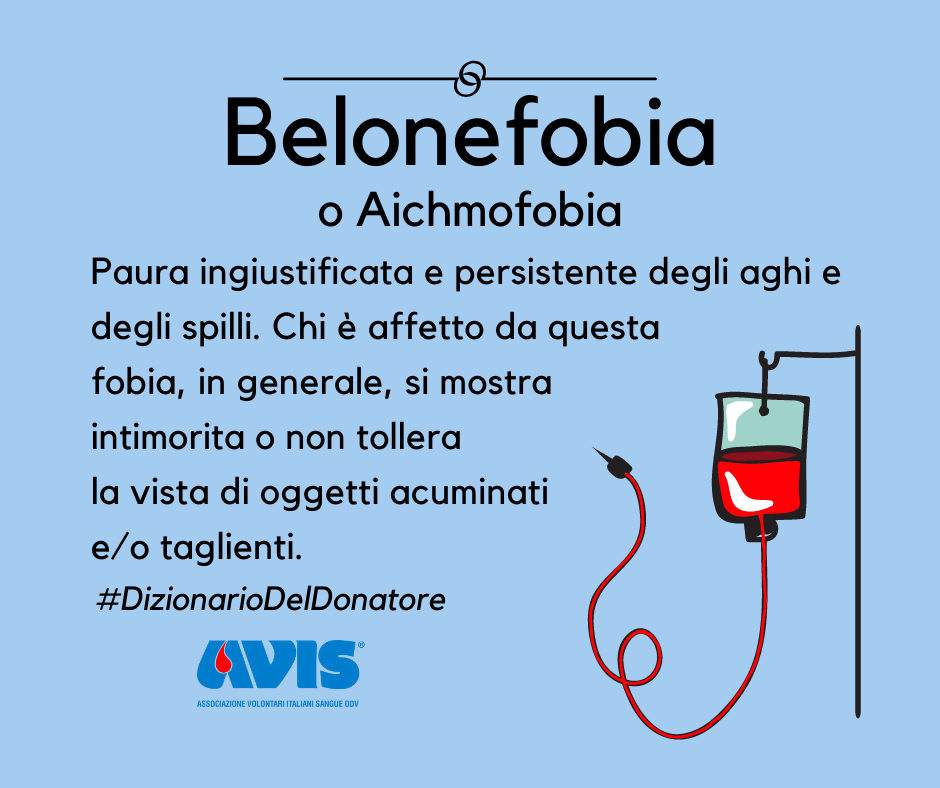 Belonefobia
o Aichmofobia
Paura ingiustificata e persistente degli aghi e
degli spilli. Chi è affetto da questa
fobia, in generale, si mostra
intimorita o non tollera
la vista di oggetti acuminati
e/o taglienti.
#DizionarioDelDonatore
AVIS®
ASSOCIAZIONE VOLONTARI ITALIANI SANGUE ODV